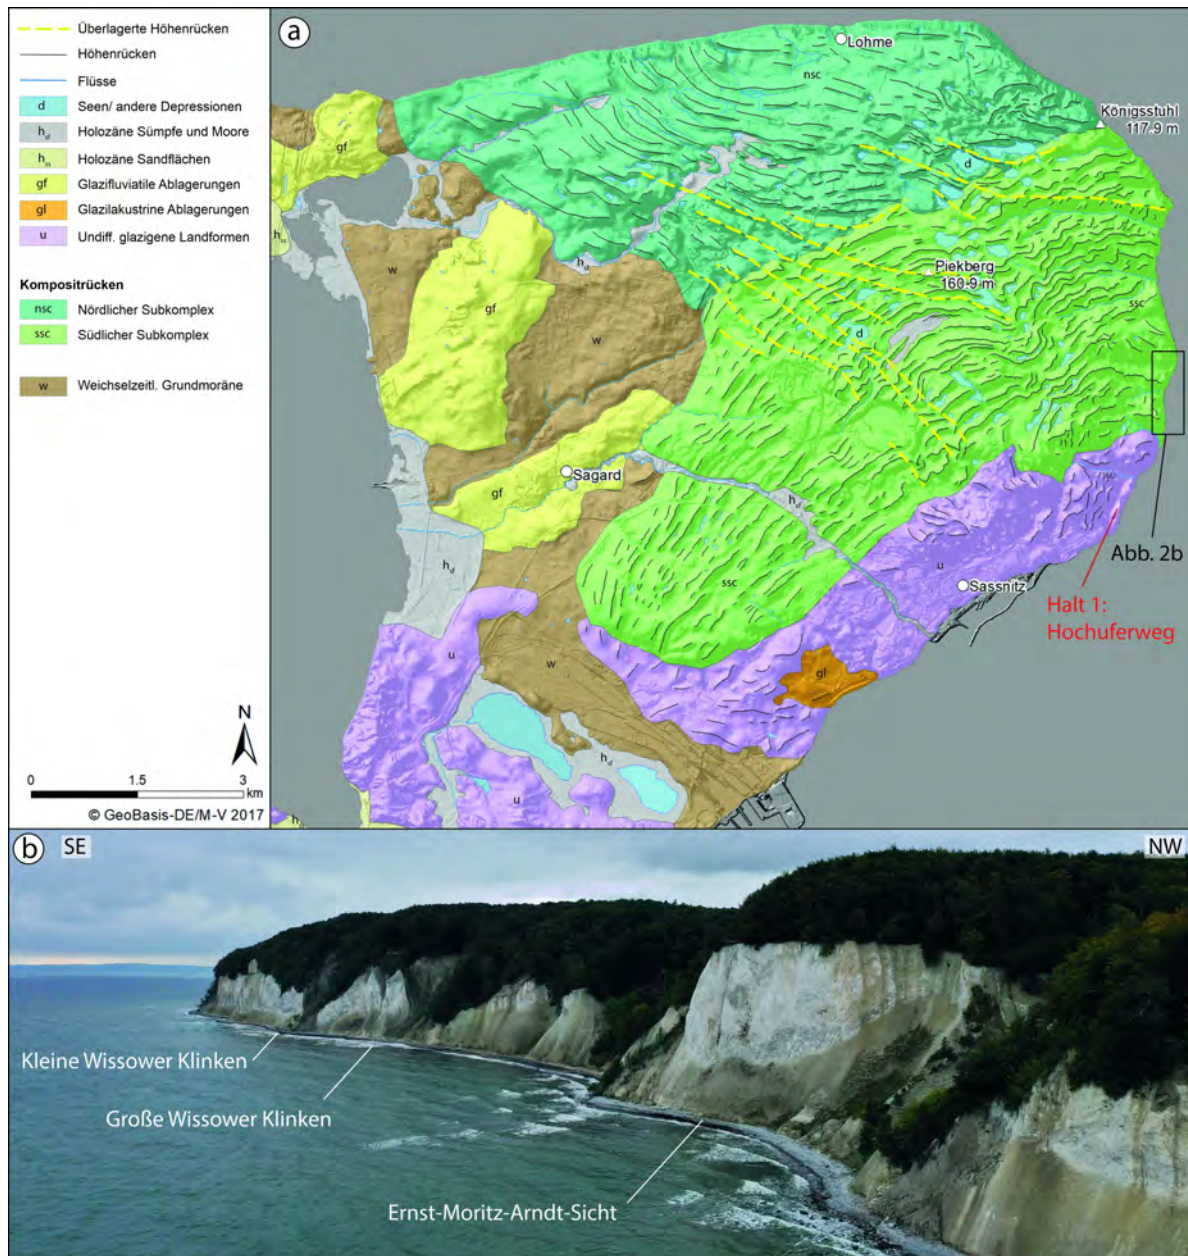 Überlagerte Höhenrücken
Höhenrücken
Flüsse
d Seen/ andere Depressionen
hsf Holozäne Sümpfe und Moore
hts Holozäne Sandflächen
gf Glazifluviatile Ablagerungen
gl Glazilakustrine Ablagerungen
u Undiff. glazigene Landformen
Kompositrücken
nsc Nördlicher Subkomplex
ssc Südlicher Subkomplex
w Weichselzeitl. Grundmoräne
N
0 1.5 3
km
© GeoBasis-DE/M-V 2017
a
Lohme
nsc
Königsstuhl
117.9 m
gf
d
Piekberg
160.9 m
ssc
w
gf
w
d
Sagard
gf
ssc
u
Sassnitz
Abb. 2b
Halt 1:
Hochuferweg
u
w
gl
u
b
SE
NW
Kleine Wissower Klinken
Große Wissower Klinken
Ernst-Moritz-Arndt-Sicht